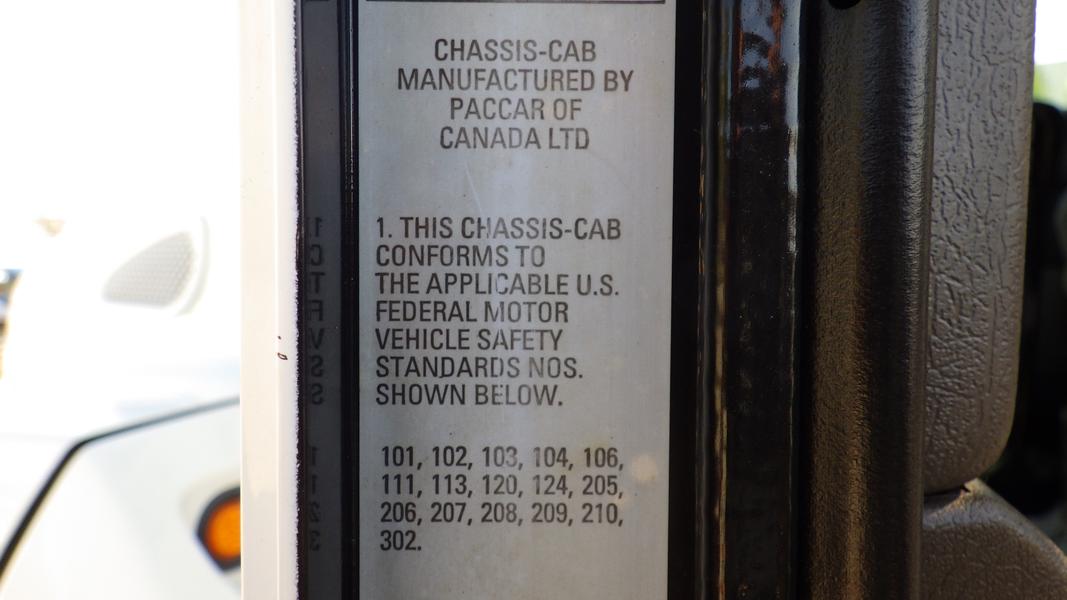 CHASSIS-CAB
MANUFACTURED BY
PACCAR OF
CANADA LTD
1. THIS CHASSIS-CAB
CONFORMS TO
THE APPLICABLE U.S.
FEDERAL MOTOR
VEHICLE SAFETY
STANDARDS NOS.
SHOWN BELOW.
101, 102, 103, 104, 106,
111, 113, 120, 124, 205,
206, 207, 208, 209, 210,
302.